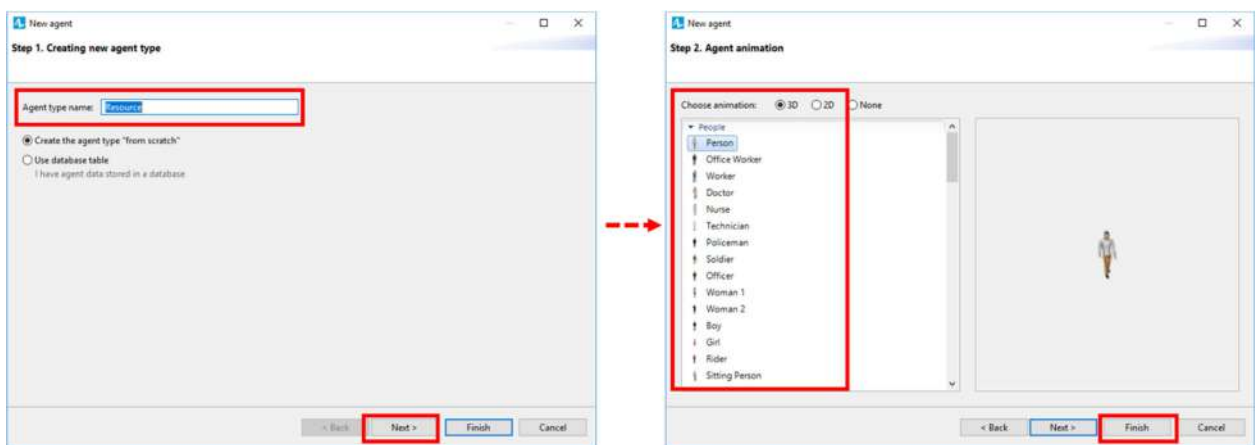 New agent
Step 1. Creating new agent type
Agent type name: Resource
Create the agent type "from scratch"
Use database table
I have agent data stored in a database
< Back Next > Finish Cancel
New agent
Step 2. Agent animation
Choose animation: 3D 2D None
People
Person
Office Worker
Worker
Doctor
Nurse
Technician
Policeman
Soldier
Officer
Woman 1
Woman 2
Boy
Girl
Rider
Sitting Person
< Back Next > Finish Cancel